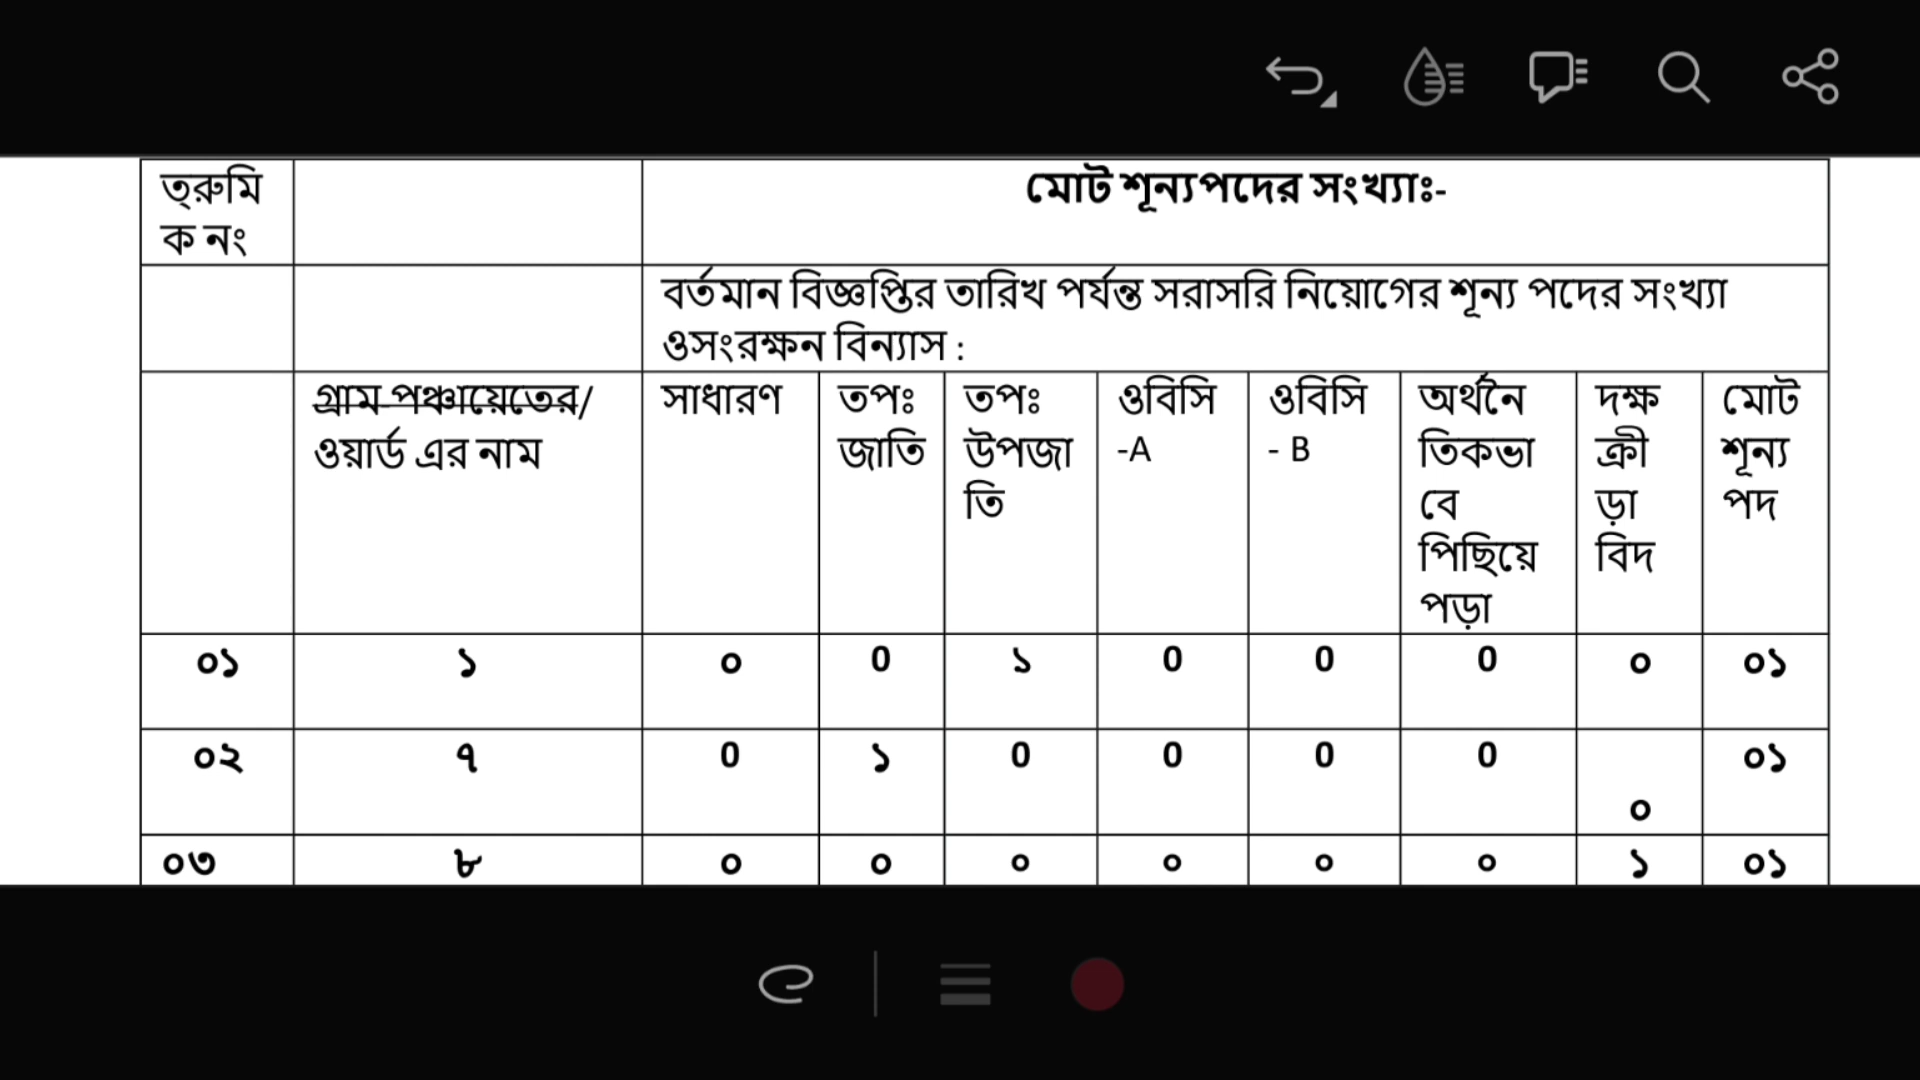 ত্রুমি
ক নং
মোট শূন্যপদের সংখ্যাঃ-
বর্তমান বিজ্ঞপ্তির তারিখ পর্যন্ত সরাসরি নিয়োগের শূন্য পদের সংখ্যা
ওসংরক্ষন বিন্যাস :
গ্রাম পঞ্চায়েতের/
ওয়ার্ড এর নাম
সাধারণ
তপঃ
জাতি
তপঃ
উপজা
তি
ওবিসি
-A
ওবিসি
- B
অর্থনৈ
তিকভা
বে
পিছিয়ে
পড়া
দক্ষ
ক্রী
ড়া
বিদ
মোট
শূন্য
পদ
০১ ১ ০ 0 ১ 0 0 0 ০ ০১
০২ ৭ 0 ১ 0 0 0 0 ০ ০১
০৩ ৮ ০ ০ ০ ০ ০ ০ ১ ০১